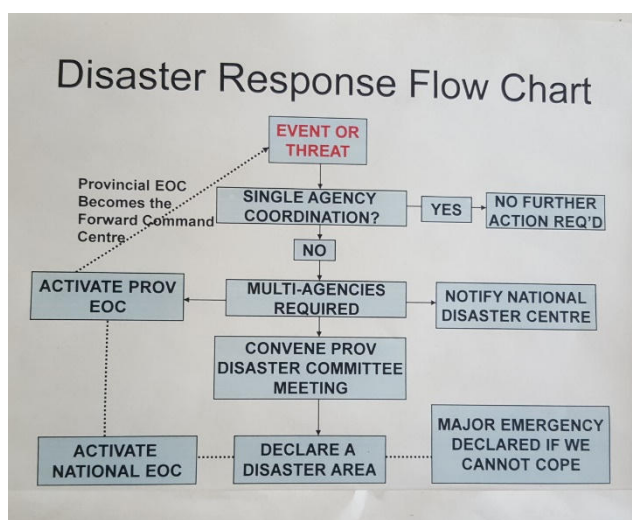 Disaster Response Flow Chart
EVENT OR
THREAT
Provincial EOC
Becomes the
Forward Command
Centre
SINGLE AGENCY
COORDINATION?
YES
NO FURTHER
ACTION REQ'D
NO
ACTIVATE PROV
EOC
MULTI-AGENCIES
REQUIRED
NOTIFY NATIONAL
DISASTER CENTRE
CONVENE PROV
DISASTER COMMITTEE
MEETING
ACTIVATE
NATIONAL EOC
DECLARE A
DISASTER AREA
MAJOR EMERGENCY
DECLARED IF WE
CANNOT COPE